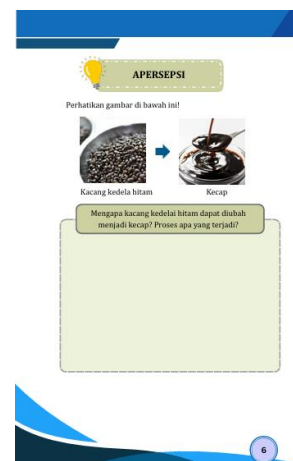 APERSEPSI
Perhatikan gambar di bawah ini!
Kacang kedela hitam
Kecap
Mengapa kacang kedelai hitam dapat diubah
menjadi kecap? Proses apa yang terjadi?
6